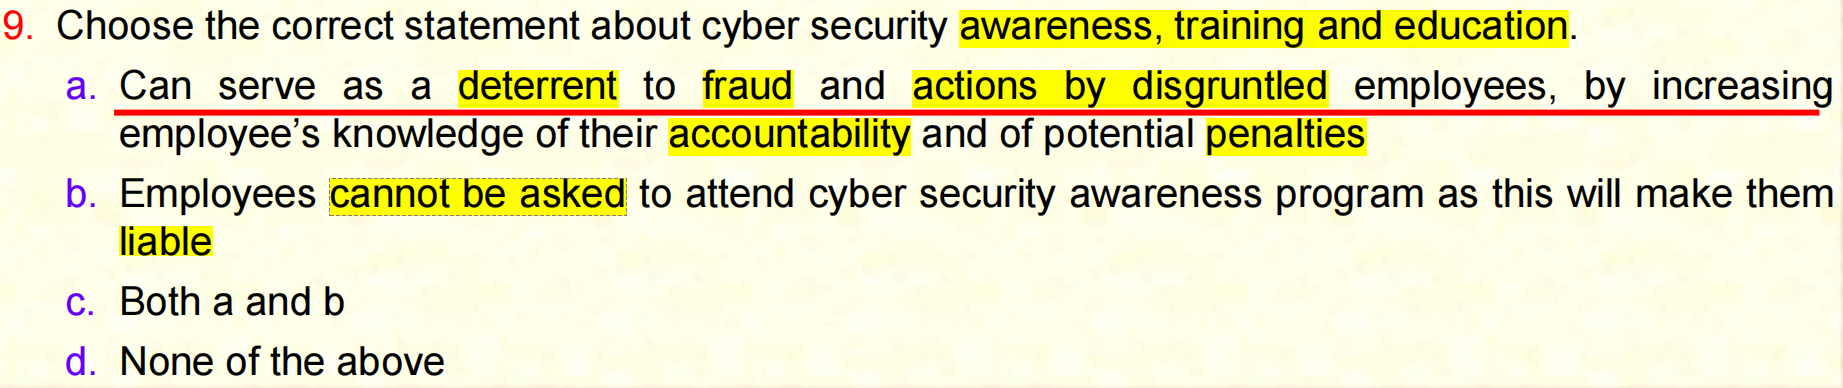 9. Choose the correct statement about cyber security awareness, training and education.
a. Can serve as a deterrent to fraud and actions by disgruntled employees, by increasing
employee’s knowledge of their accountability and of potential penalties
b. Employees cannot be asked to attend cyber security awareness program as this will make them
liable
c. Both a and b
d. None of the above